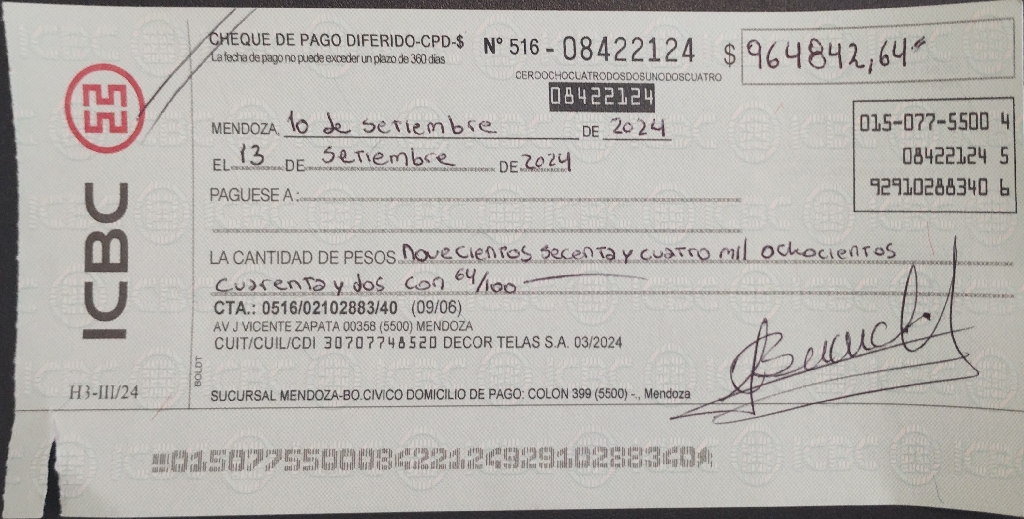 CHEQUE DE PAGO DIFERIDO-CPD-$ Nº 516 - 08422124 $ 964842,64
La fecha de pago no puede exceder un plazo de 360 días
CEROOCHOCUATRODOSDOSUNODOSCUATRO
08422124
MENDOZA, 10 de setiembre DE 2024
015-077-5500 4
EL 13 DE setiembre DE 2024
08422124 5
PAGUESE A :
92910288340 6
ICBC
LA CANTIDAD DE PESOS Novecientos secenta y cuatro mil ochocientos
cuarenta y dos con 64/100
CTA.: 0516/02102883/40 (09/06)
AV J VICENTE ZAPATA 00358 (5500) MENDOZA
CUIT/CUIL/CDI 30707748520 DECOR TELAS S.A. 03/2024
BOLDT
H3-III/24
SUCURSAL MENDOZA-BO.CIVICO DOMICILIO DE PAGO: COLON 399 (5500) -., Mendoza
01507755000842212492910288340